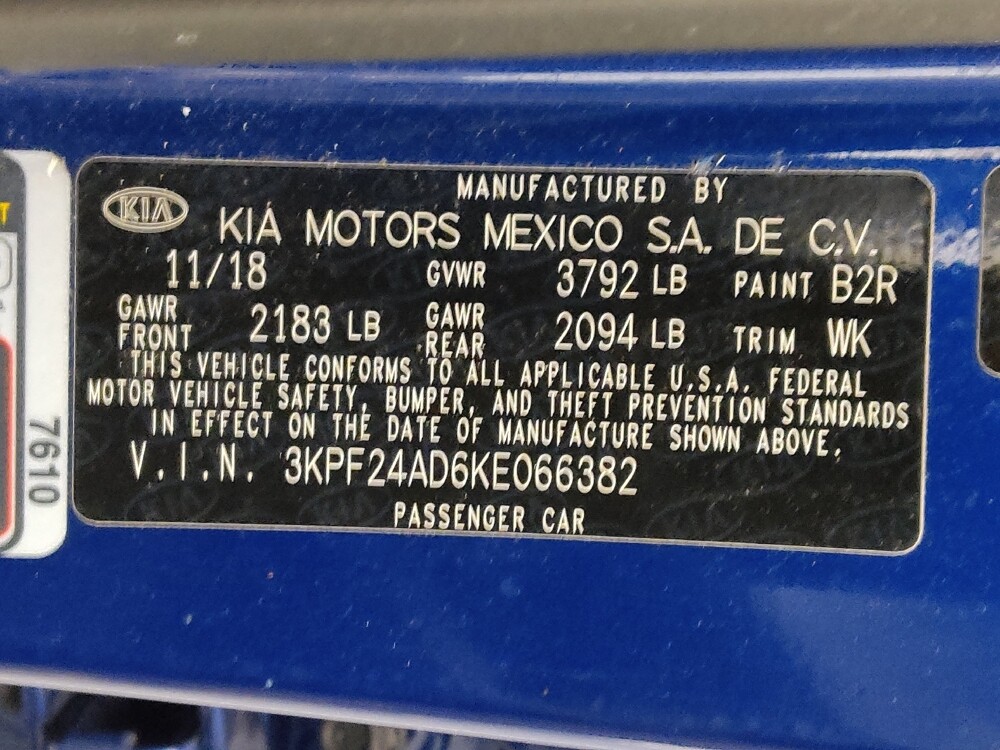 MANUFACTURED BY
KIA KIA MOTORS MEXICO S.A. DE C.V.
11/18 GVWR 3792 LB PAINT B2R
GAWR FRONT 2183 LB GAWR REAR 2094 LB TRIM WK
THIS VEHICLE CONFORMS TO ALL APPLICABLE U.S.A. FEDERAL
MOTOR VEHICLE SAFETY, BUMPER, AND THEFT PREVENTION STANDARDS
IN EFFECT ON THE DATE OF MANUFACTURE SHOWN ABOVE.
V.I.N. 3KPF24AD6KE066382
PASSENGER CAR
7610